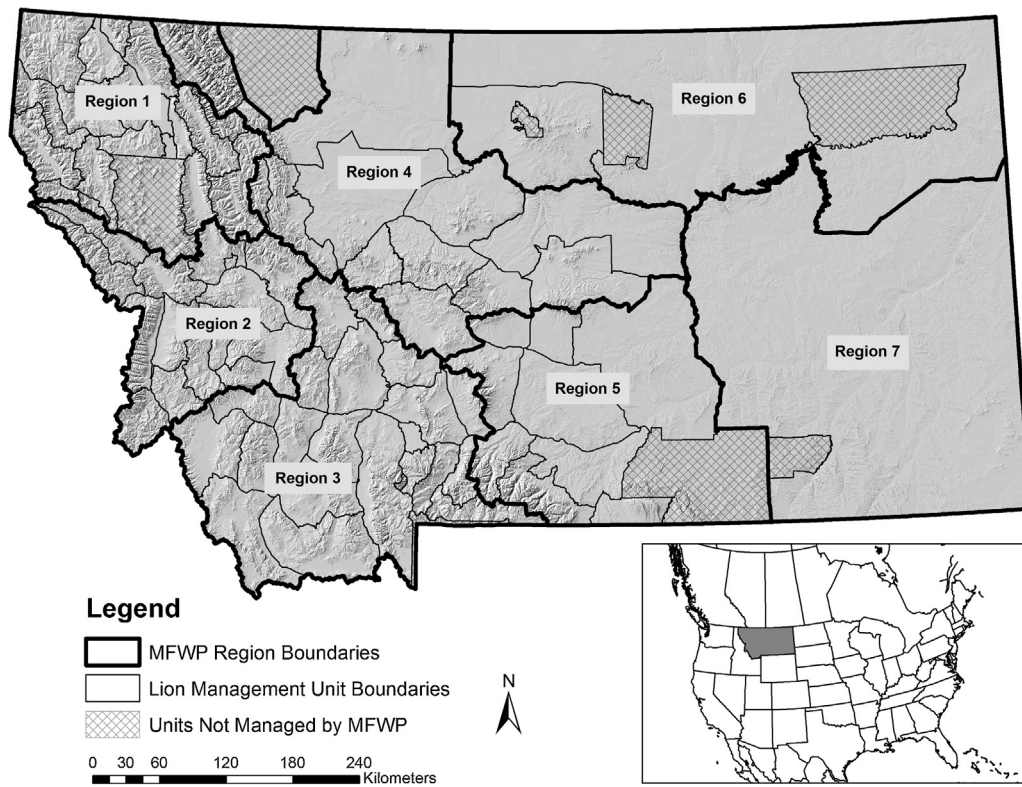 Region 1
Region 6
Region 4
Region 2
Region 7
Region 5
Region 3
Legend
MFWP Region Boundaries
Lion Management Unit Boundaries
Units Not Managed by MFWP
N
0 30 60 120 180 240
Kilometers